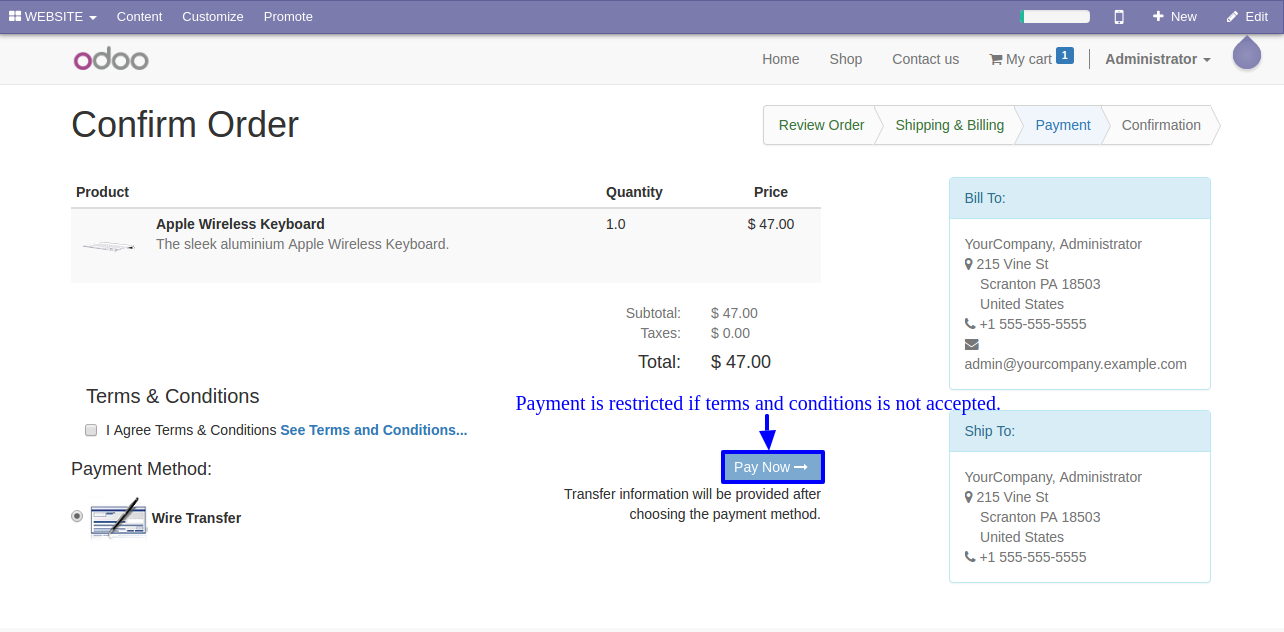 WEBSITE Content Customize Promote New Edit
odoo Home Shop Contact us My cart 1 Administrator
Confirm Order
Review Order Shipping & Billing Payment Confirmation
Product Quantity Price
Apple Wireless Keyboard 1.0 $ 47.00
The sleek aluminium Apple Wireless Keyboard.
Subtotal: $ 47.00
Taxes: $ 0.00
Total: $ 47.00
Bill To:
YourCompany, Administrator
215 Vine St
Scranton PA 18503
United States
+1 555-555-5555
admin@yourcompany.example.com
Terms & Conditions
Payment is restricted if terms and conditions is not accepted.
I Agree Terms & Conditions See Terms and Conditions...
Payment Method:
Pay Now
Transfer information will be provided after
choosing the payment method.
Wire Transfer
Ship To:
YourCompany, Administrator
215 Vine St
Scranton PA 18503
United States
+1 555-555-5555